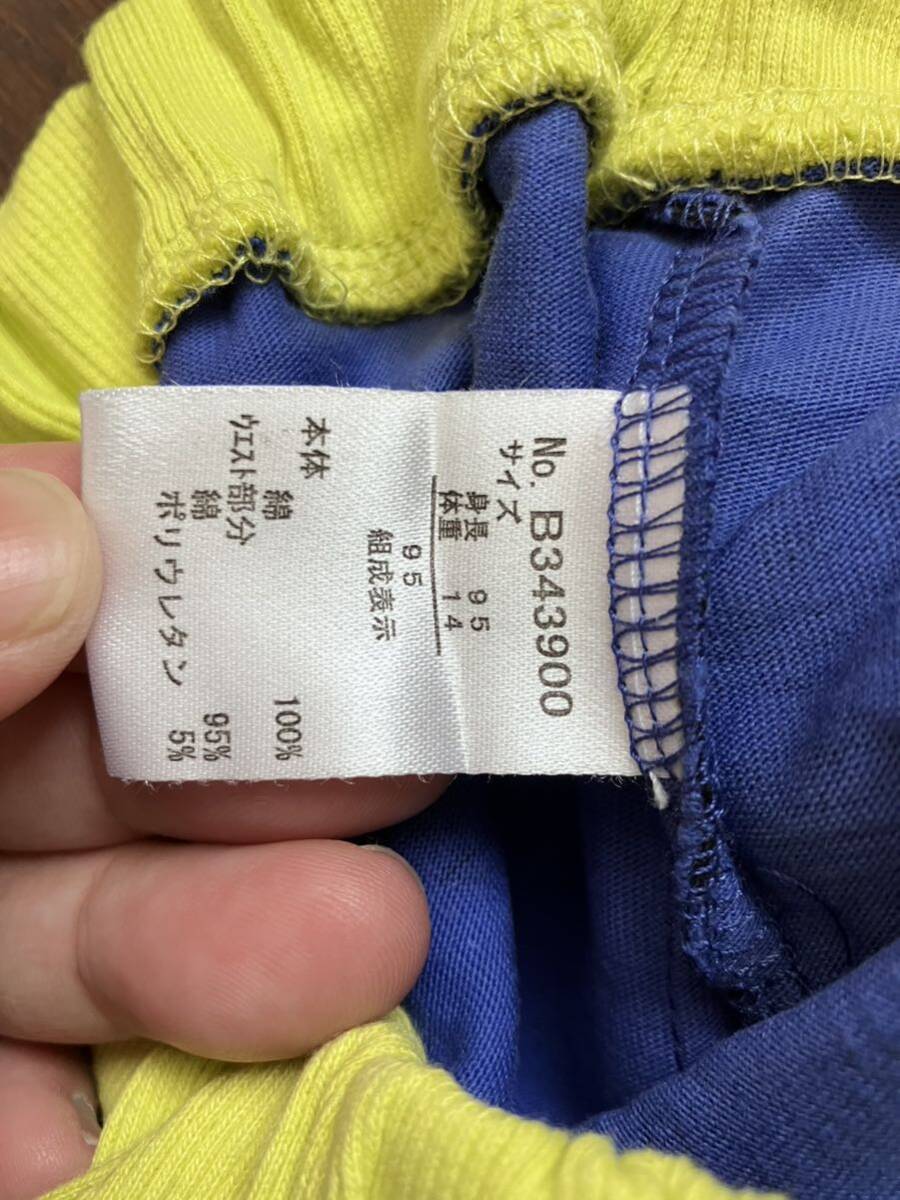 No. B343900
サイズ
身長 95
体重 14
95
組成表示
本体
綿 100%
ウエスト部分
綿 95%
ポリウレタン 5%